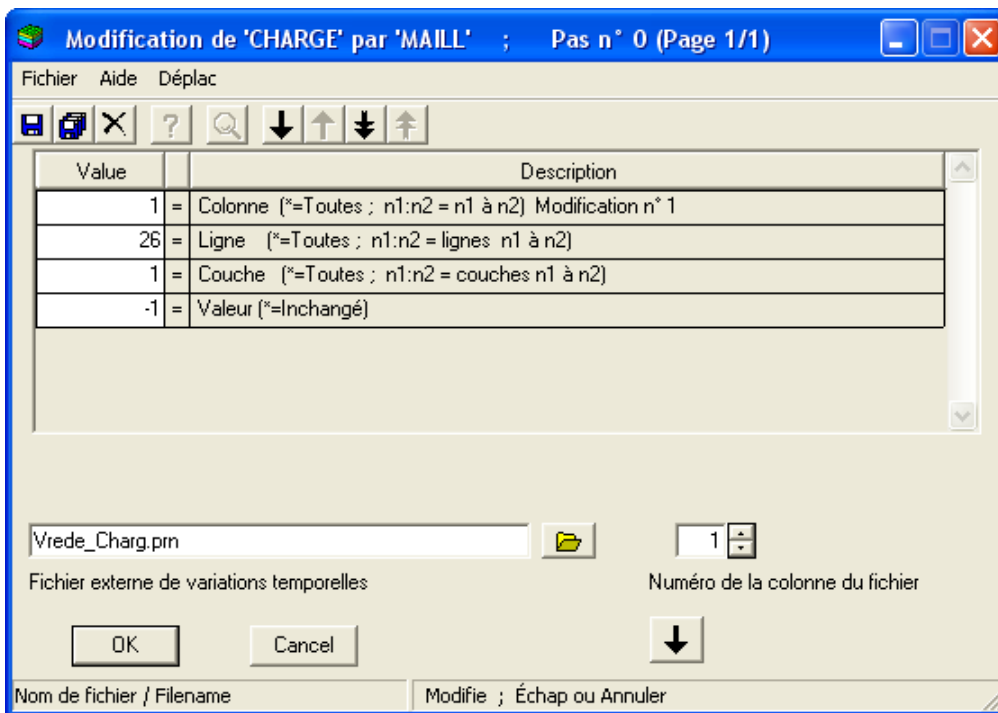 Modification de 'CHARGE' par 'MAILL' ; Pas n° 0 (Page 1/1)
Fichier Aide Déplac
Value Description
1 = Colonne (*=Toutes ; n1:n2 = n1 à n2) Modification n° 1
26 = Ligne (*=Toutes ; n1:n2 = lignes n1 à n2)
1 = Couche (*=Toutes ; n1:n2 = couches n1 à n2)
-1 = Valeur (*=Inchangé)
Vrede_Charg.prn 1
Fichier externe de variations temporelles Numéro de la colonne du fichier
OK Cancel
Nom de fichier / Filename Modifie ; Échap ou Annuler